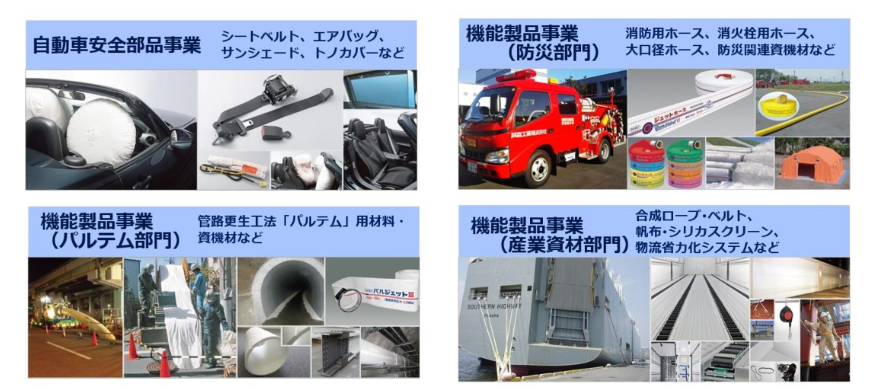 自動車安全部品事業
シートベルト、エアバッグ、
サンシェード、トノカバーなど
機能製品事業
（防災部門）
消防用ホース、消火栓用ホース、
大口径ホース、防災関連資機材など
ジェットホース
機能製品事業
（パルテム部門）
管路更生工法「パルテム」用材料・
資機材など
パルジェット
機能製品事業
（産業資材部門）
合成ロープ・ベルト、
帆布・シリカスクリーン、
物流省力化システムなど
SOUTHERN HIGHWAY